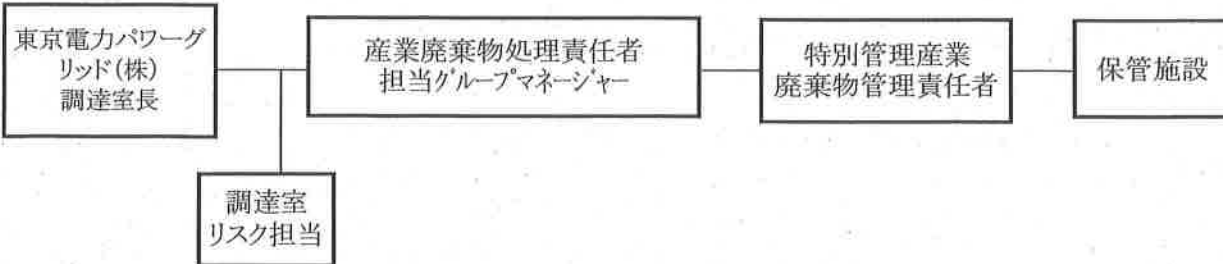 東京電力パワーグ
リッド(株)
調達室長
産業廃棄物処理責任者
担当グループマネージャー
特別管理産業
廃棄物管理責任者
保管施設
調達室
リスク担当